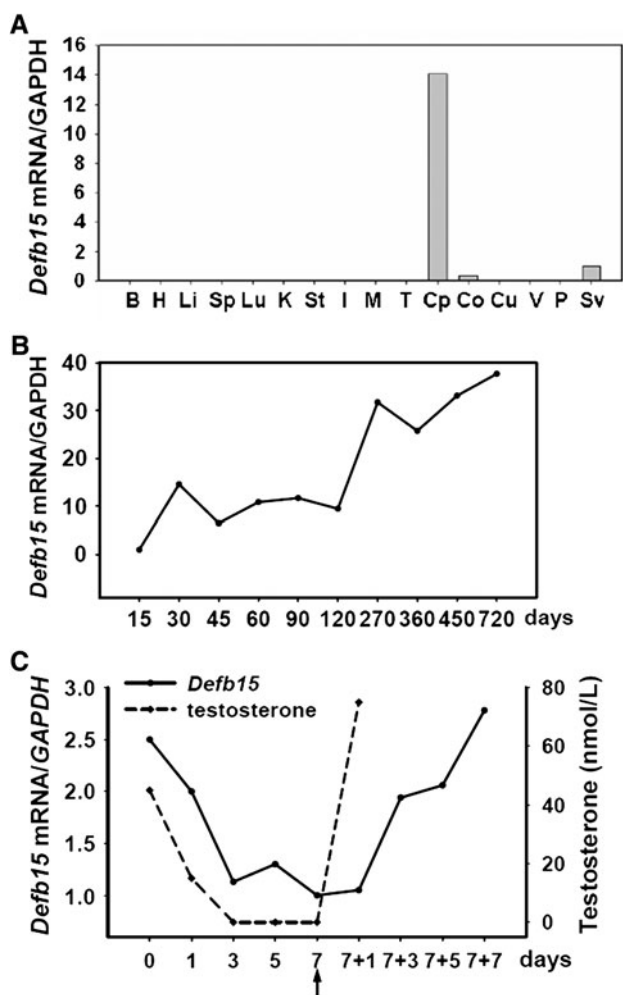 A
Defb15 mRNA/GAPDH
16
14
12
10
8
6
4
2
0
B H Li Sp Lu K St I M T Cp Co Cu V P Sv
B
Defb15 mRNA/GAPDH
40
30
20
10
0
15 30 45 60 90 120 270 360 450 720 days
C
Defb15 mRNA/GAPDH
3.0
2.5
2.0
1.5
1.0
Defb15
testosterone
80
60
40
20
0
Testosterone (nmol/L)
0 1 3 5 7 7+1 7+3 7+5 7+7 days